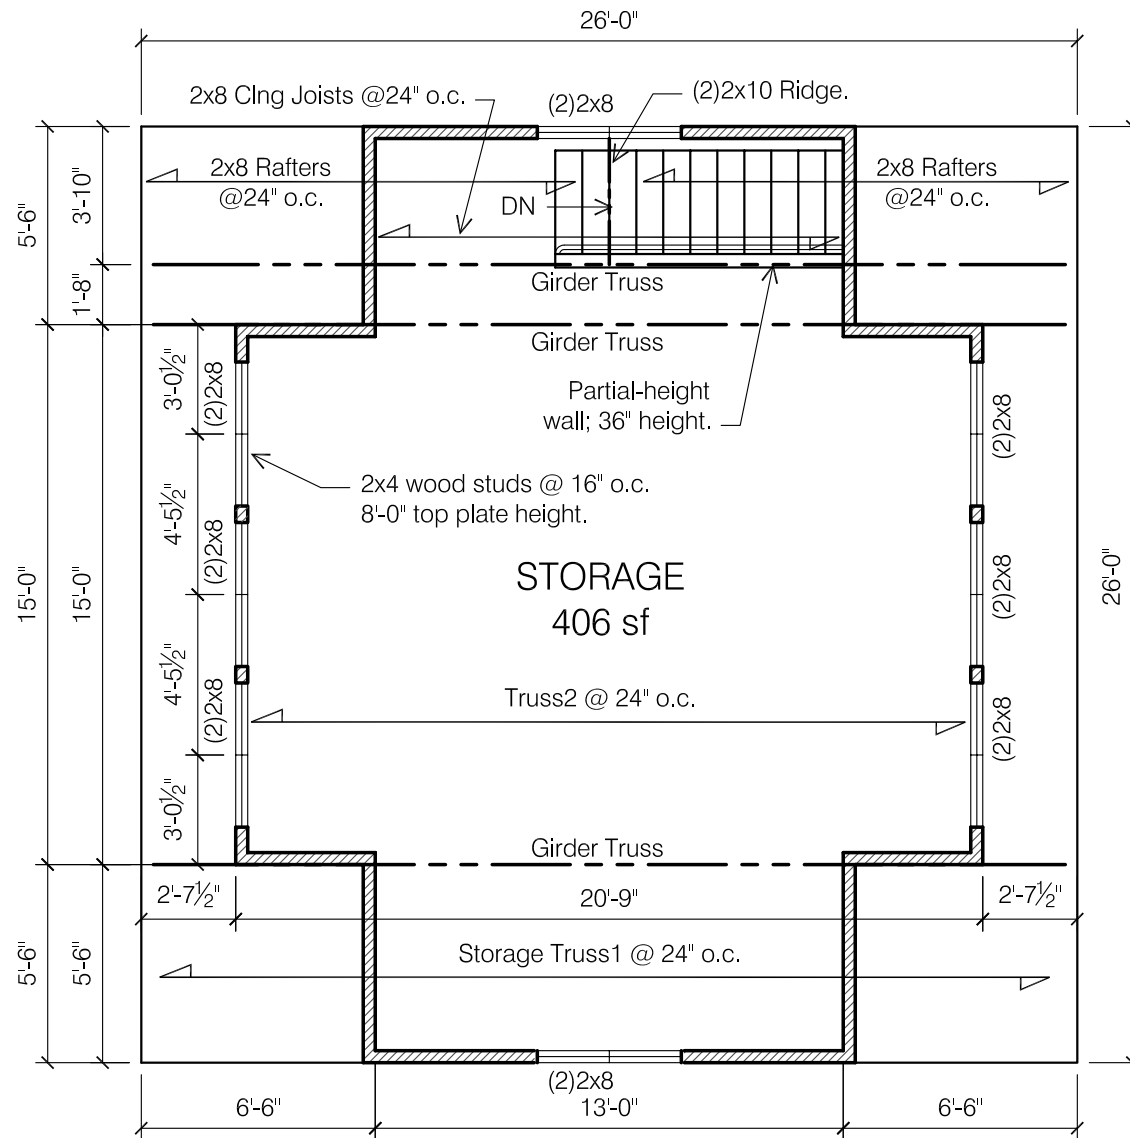 26'-0"
2x8 Clng Joists @24" o.c.
(2)2x8
(2)2x10 Ridge.
2x8 Rafters
@24" o.c.
2x8 Rafters
@24" o.c.
DN
5'-6"
3'-10"
1'-8"
Girder Truss
Girder Truss
Partial-height
wall; 36" height.
3'-0½"
(2)2x8
(2)2x8
2x4 wood studs @ 16" o.c.
8'-0" top plate height.
4'-5½"
(2)2x8
(2)2x8
STORAGE
406 sf
15'-0"
15'-0"
26'-0"
4'-5½"
(2)2x8
(2)2x8
Truss2 @ 24" o.c.
3'-0½"
Girder Truss
2'-7½"
20'-9"
2'-7½"
Storage Truss1 @ 24" o.c.
5'-6"
5'-6"
(2)2x8
6'-6"
13'-0"
6'-6"